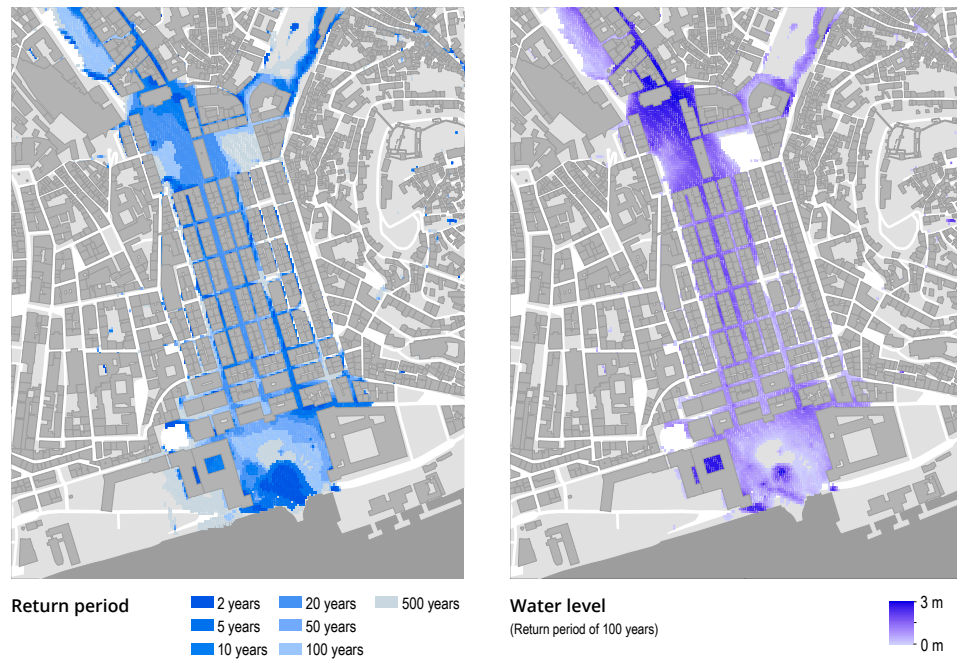 Return period
2 years
5 years
10 years
20 years
50 years
100 years
500 years
Water level
(Return period of 100 years)
3 m
0 m